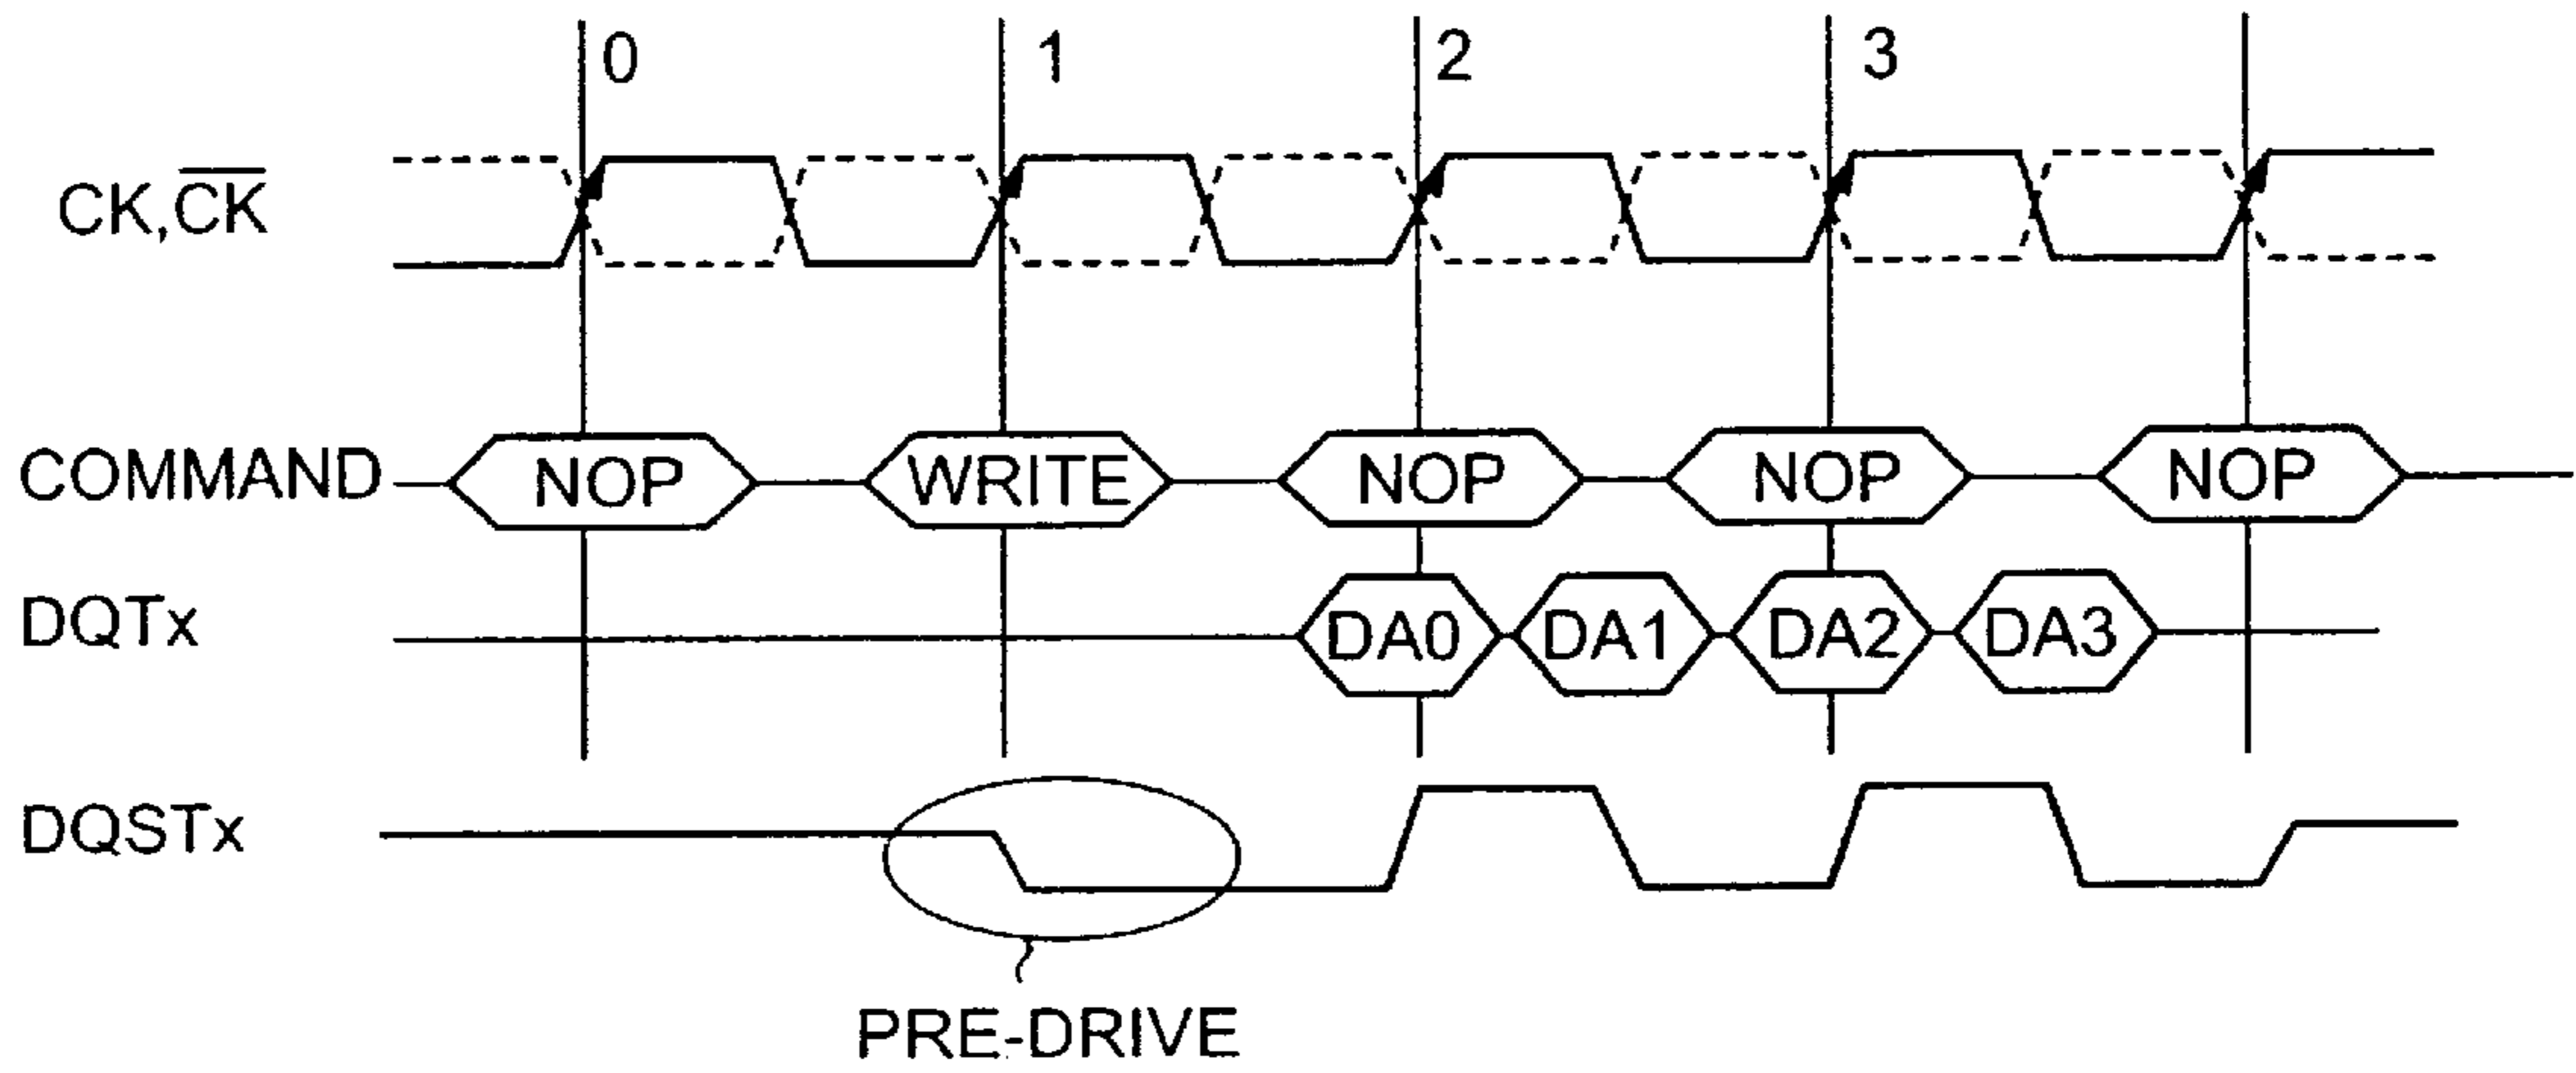 0 1 2 3
CK, C̅K̅
COMMAND NOP WRITE NOP NOP NOP
DQTx DA0 DA1 DA2 DA3
DQSTx
PRE-DRIVE